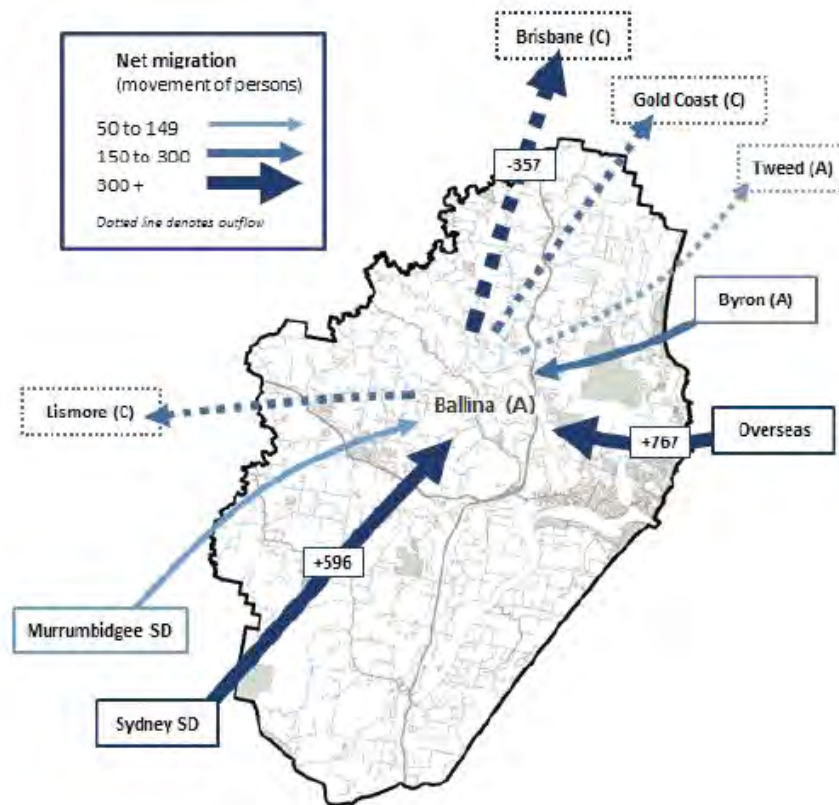 Brisbane (C)
Net migration
(movement of persons)
50 to 149
150 to 300
300 +
Dotted line denotes outflow
Gold Coast (C)
-357
Tweed (A)
Byron (A)
Lismore (C)
Ballina (A)
+767
Overseas
+596
Murrumbidgee SD
Sydney SD